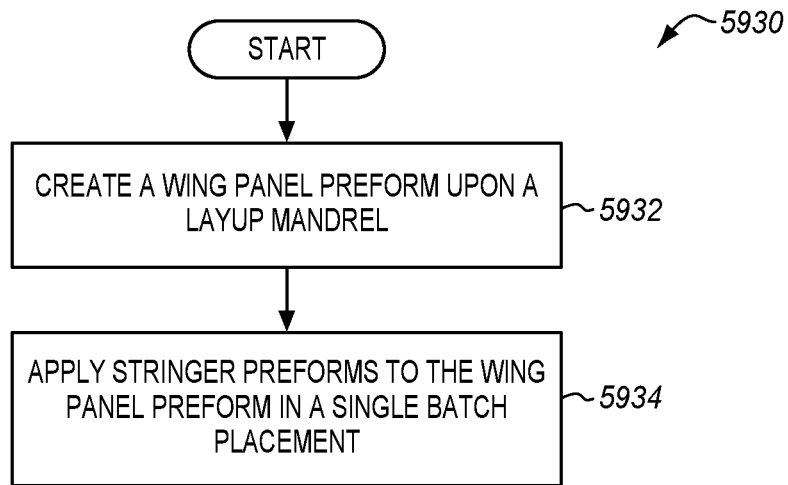 START
5930
CREATE A WING PANEL PREFORM UPON A
LAYUP MANDREL
5932
APPLY STRINGER PREFORMS TO THE WING
PANEL PREFORM IN A SINGLE BATCH
PLACEMENT
5934